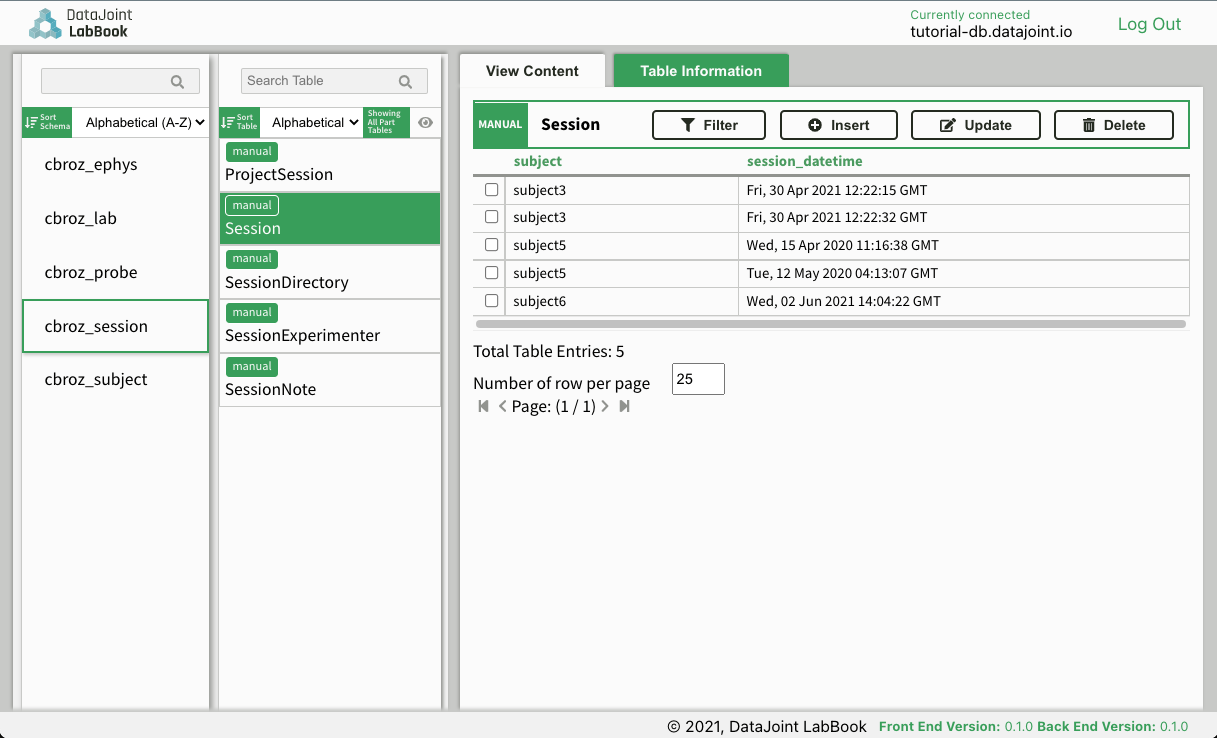 DataJoint
LabBook
Currently connected
tutorial-db.datajoint.io
Log Out
Sort
Schema
Alphabetical (A-Z)
cbroz_ephys
cbroz_lab
cbroz_probe
cbroz_session
cbroz_subject
Search Table
Sort
Table
Alphabetical
Showing
All Part
Tables
manual
ProjectSession
manual
Session
manual
SessionDirectory
manual
SessionExperimenter
manual
SessionNote
View Content
Table Information
MANUAL
Session
Filter
Insert
Update
Delete
subject session_datetime
subject3 Fri, 30 Apr 2021 12:22:15 GMT
subject3 Fri, 30 Apr 2021 12:22:32 GMT
subject5 Wed, 15 Apr 2020 11:16:38 GMT
subject5 Tue, 12 May 2020 04:13:07 GMT
subject6 Wed, 02 Jun 2021 14:04:22 GMT
Total Table Entries: 5
Number of row per page 25
Page: (1 / 1)
© 2021, DataJoint LabBook Front End Version: 0.1.0 Back End Version: 0.1.0